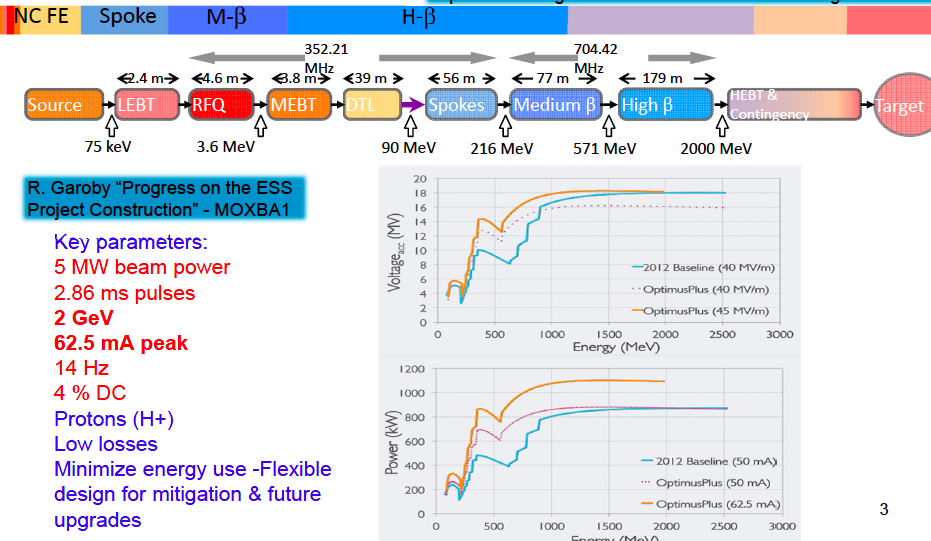 NC FE Spoke M-β H-β
352.21 MHz 704.42 MHz
2.4 m 4.6 m 3.8 m 39 m 56 m 77 m 179 m
Source LEBT RFQ MEBT DTL Spokes Medium β High β HEBT & Contingency Target
75 keV 3.6 MeV 90 MeV 216 MeV 571 MeV 2000 MeV
R. Garoby “Progress on the ESS
Project Construction” - MOXBA1
Key parameters:
5 MW beam power
2.86 ms pulses
2 GeV
62.5 mA peak
14 Hz
4 % DC
Protons (H+)
Low losses
Minimize energy use -Flexible
design for mitigation & future
upgrades
Voltageacc (MV)
20
18
16
14
12
10
8
6
4
2
0
0 500 1000 1500 2000 2500 3000
Energy (MeV)
2012 Baseline (40 MV/m)
OptimusPlus (40 MV/m)
OptimusPlus (45 MV/m)
Power (kW)
1200
1000
800
600
400
200
0
0 500 1000 1500 2000 2500 3000
Energy (MeV)
2012 Baseline (50 mA)
OptimusPlus (50 mA)
OptimusPlus (62.5 mA)
3